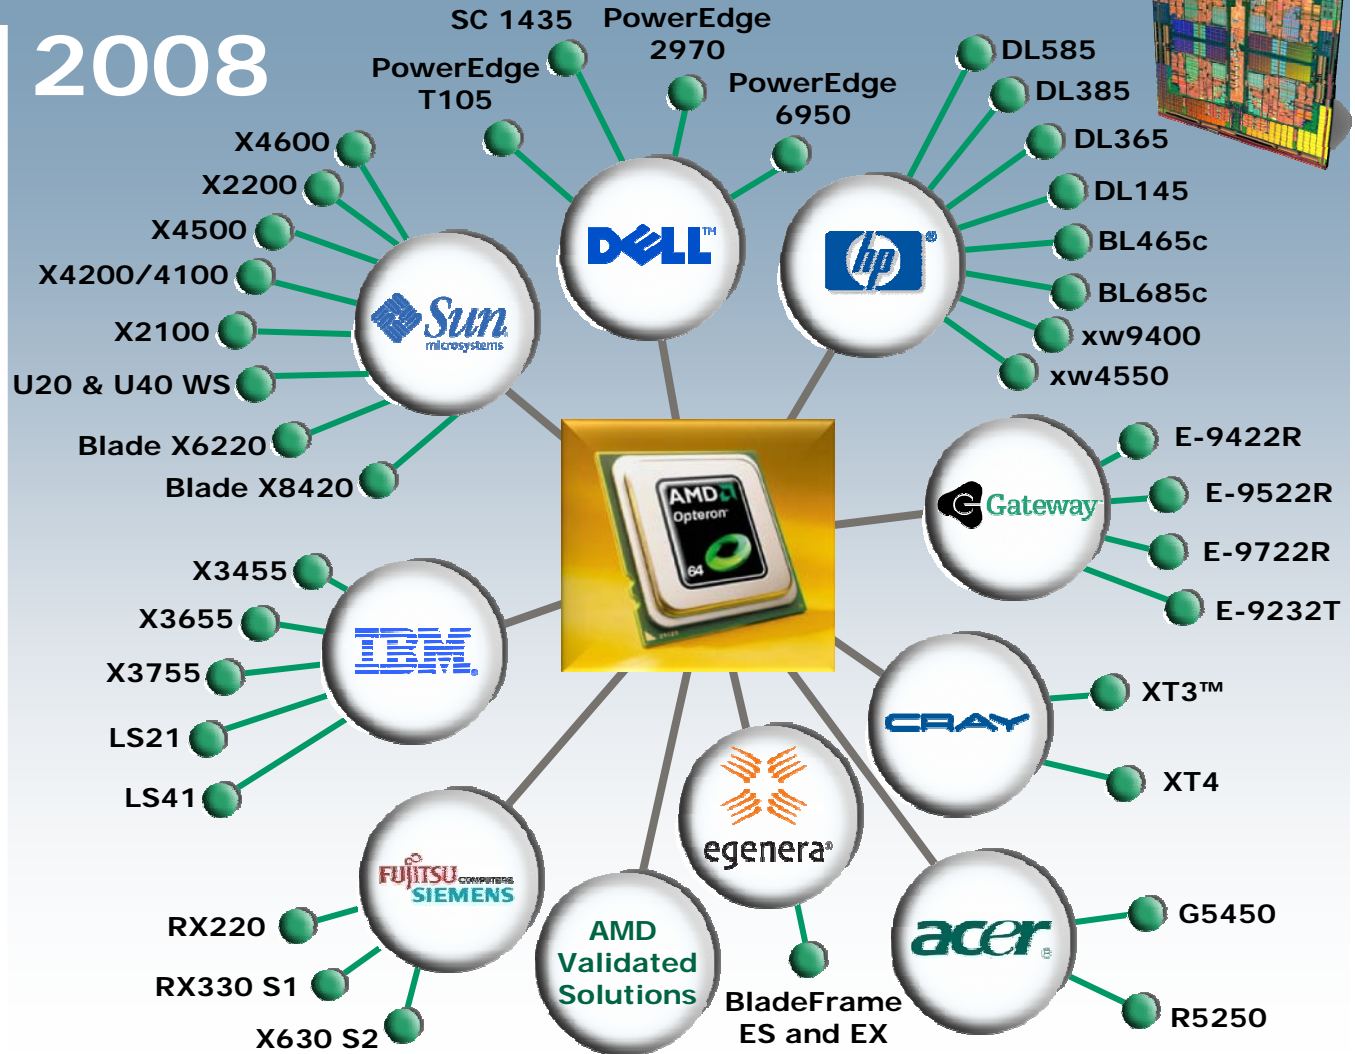 2008
SC 1435
PowerEdge
2970
PowerEdge
T105
PowerEdge
6950
DELL™
X4600
X2200
X4500
X4200/4100
X2100
U20 & U40 WS
Blade X6220
Blade X8420
Sun
microsystems
DL585
DL385
DL365
DL145
BL465c
BL685c
xw9400
xw4550
hp®
E-9422R
E-9522R
E-9722R
E-9232T
Gateway
AMD
Opteron
64
X3455
X3655
X3755
LS21
LS41
IBM®
XT3™
XT4
CRAY
egenera®
BladeFrame
ES and EX
FUJITSU COMPUTERS
SIEMENS
RX220
RX330 S1
X630 S2
AMD
Validated
Solutions
acer®
G5450
R5250